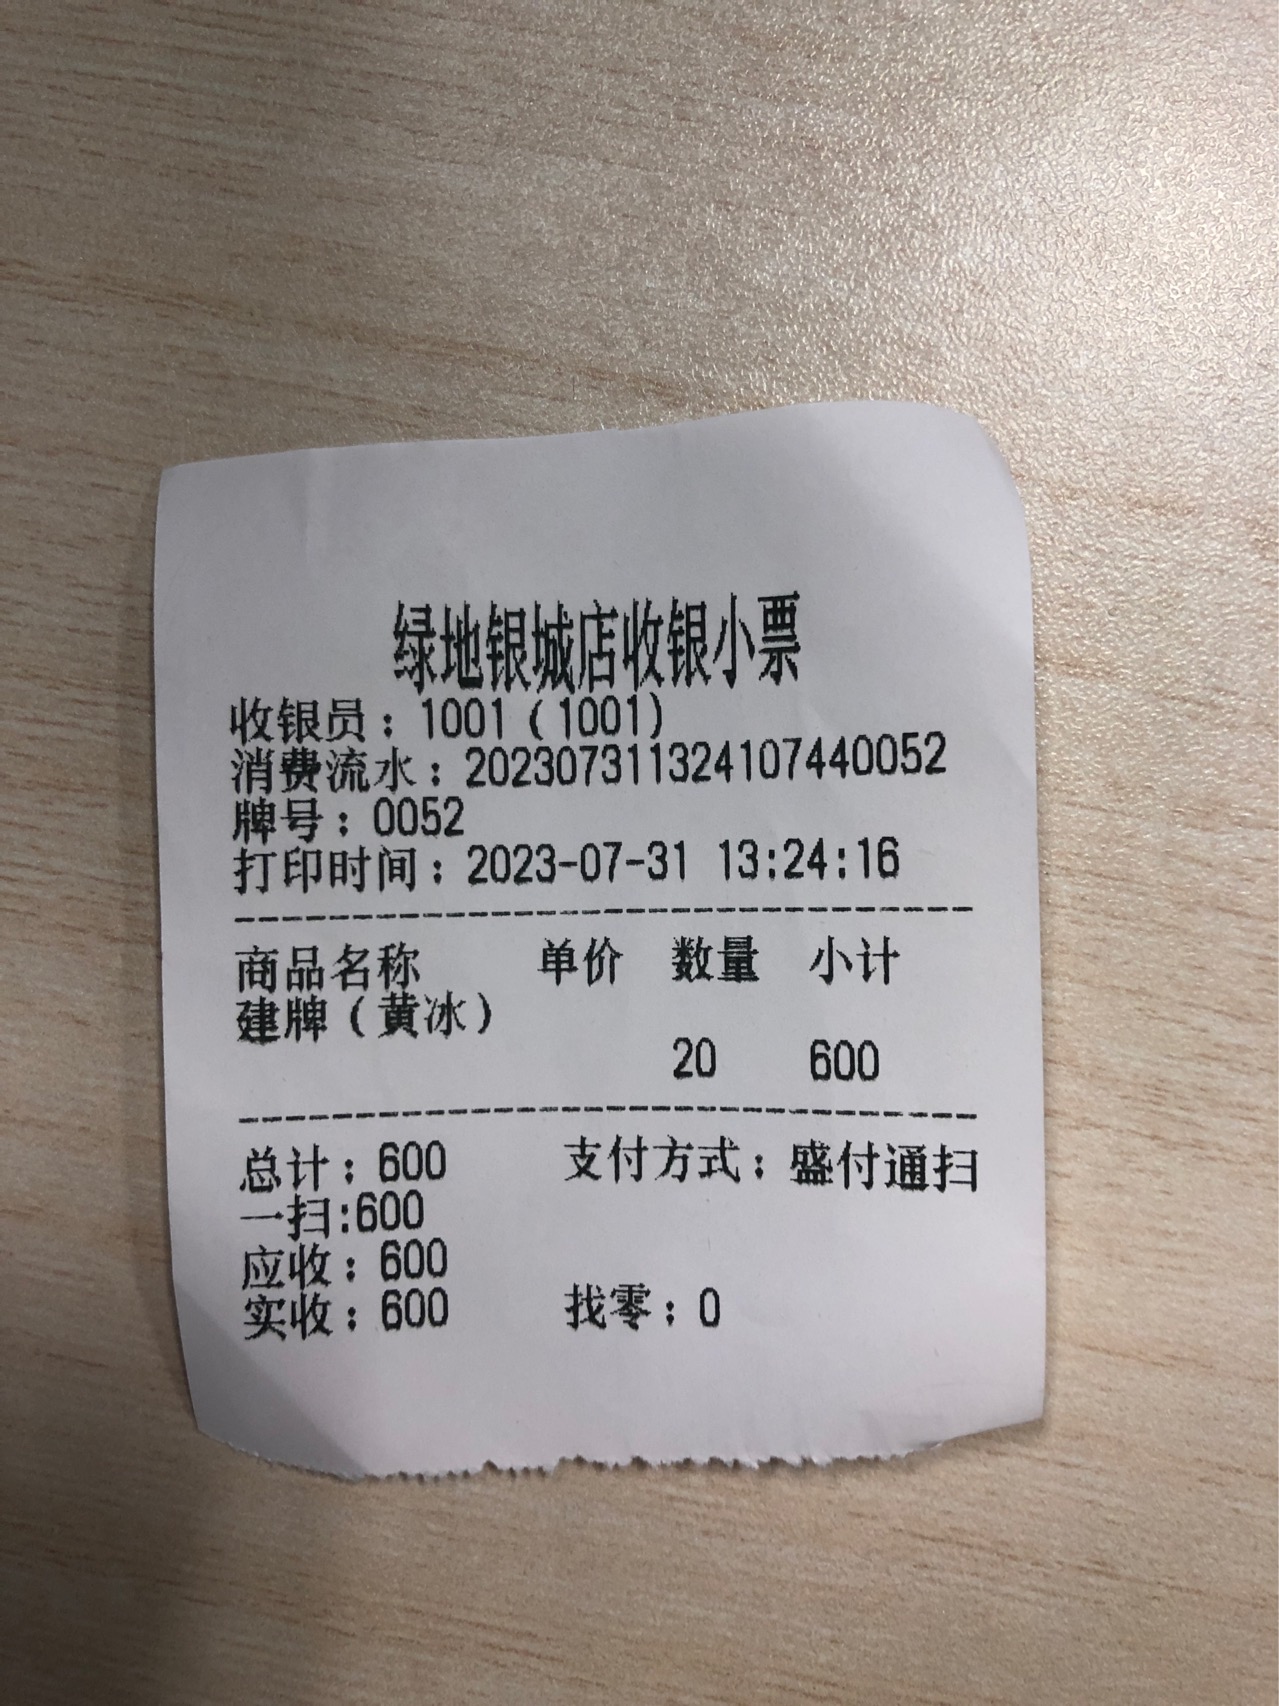 绿地银城店收银小票
收银员：1001（1001）
消费流水：202307311324107440052
牌号：0052
打印时间：2023-07-31 13:24:16
商品名称 单价 数量 小计
建牌（黄冰）
20 600
总计：600 支付方式：盛付通扫
一扫:600
应收：600
实收：600 找零：0